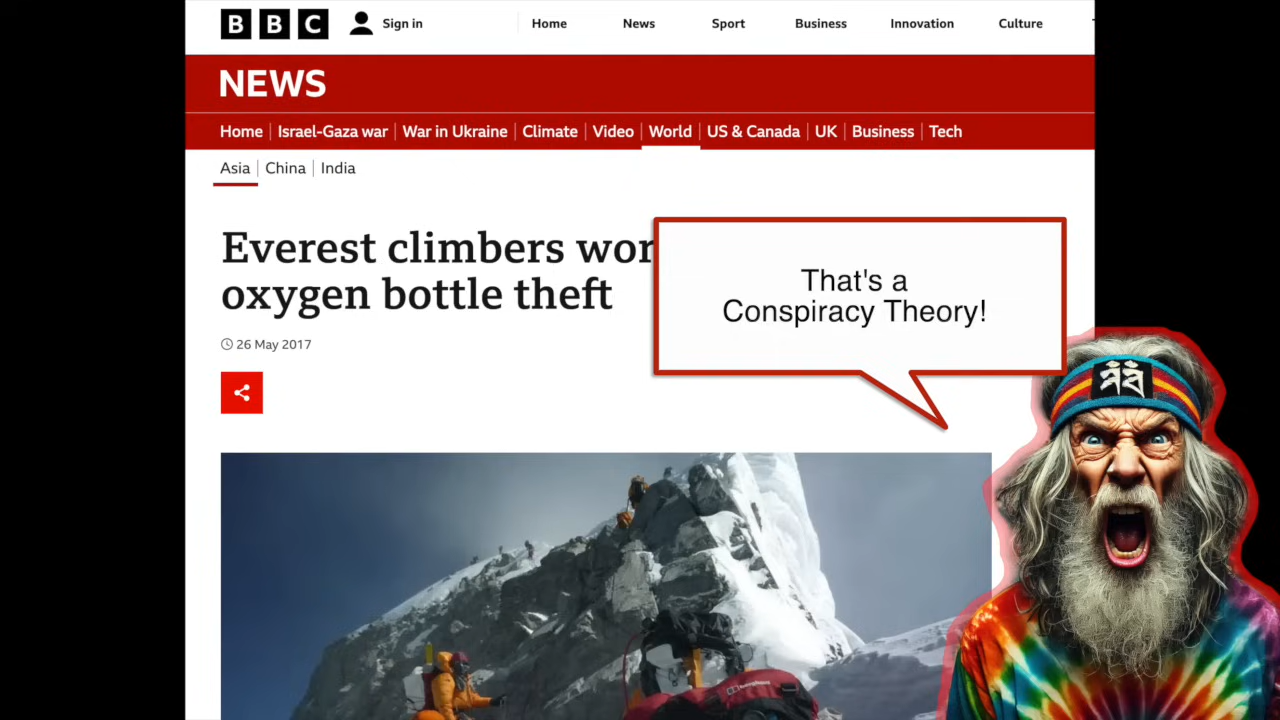 BBC
Sign in
Home
News
Sport
Business
Innovation
Culture
NEWS
Home
Israel-Gaza war
War in Ukraine
Climate
Video
World
US & Canada
UK
Business
Tech
Asia
China
India
Everest climbers wor
oxygen bottle theft
26 May 2017
That's a
Conspiracy Theory!